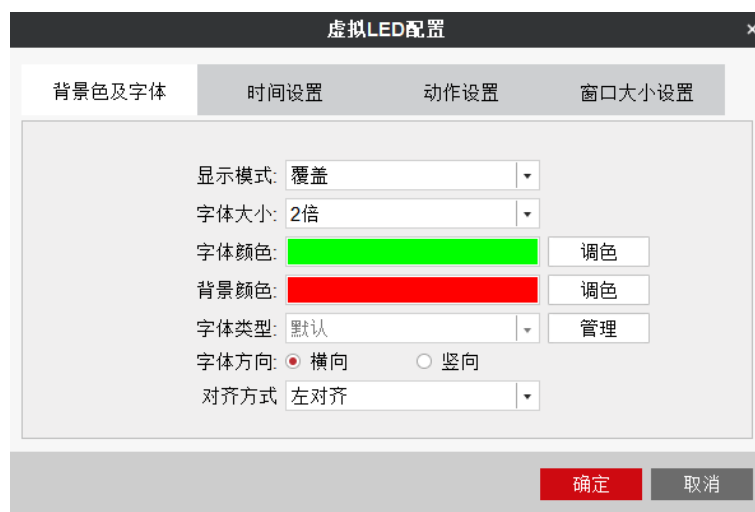 虚拟LED配置
背景色及字体 时间设置 动作设置 窗口大小设置
显示模式: 覆盖
字体大小: 2倍
字体颜色: 调色
背景颜色: 调色
字体类型: 默认 管理
字体方向: 横向 竖向
对齐方式 左对齐
确定 取消